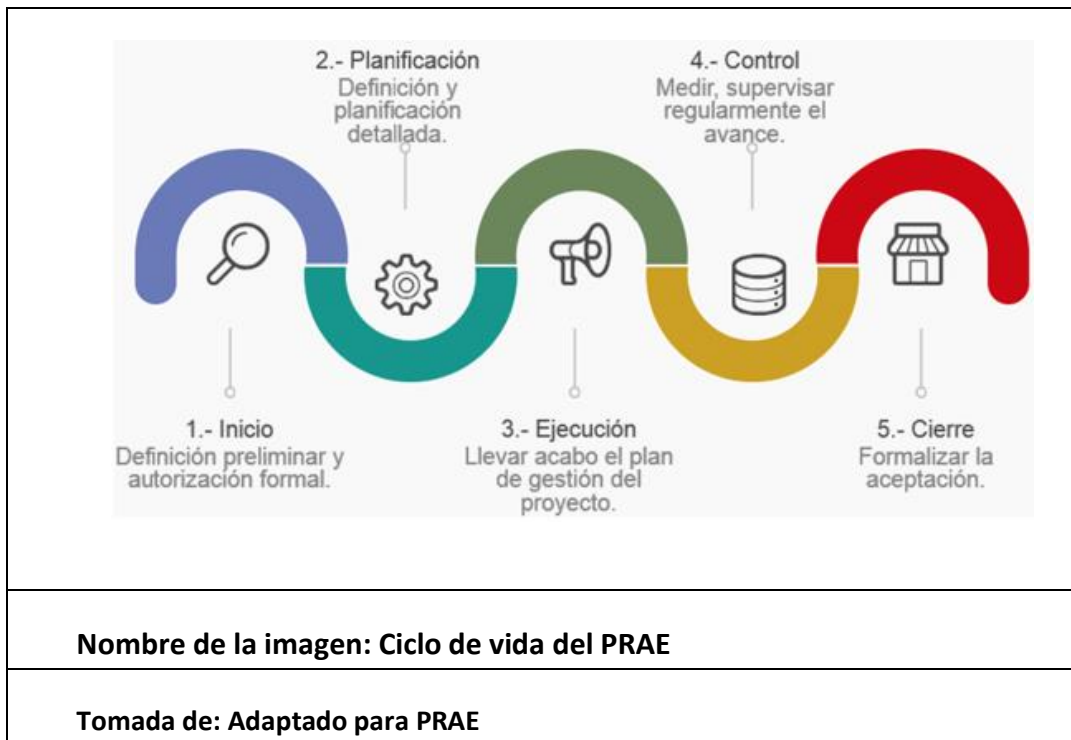 2.- Planificación
Definición y
planificación
detallada.
4.- Control
Medir, supervisar
regularmente el
avance.
1.- Inicio
Definición preliminar y
autorización formal.
3.- Ejecución
Llevar acabo el plan
de gestión del
proyecto.
5.- Cierre
Formalizar la
aceptación.
Nombre de la imagen: Ciclo de vida del PRAE
Tomada de: Adaptado para PRAE